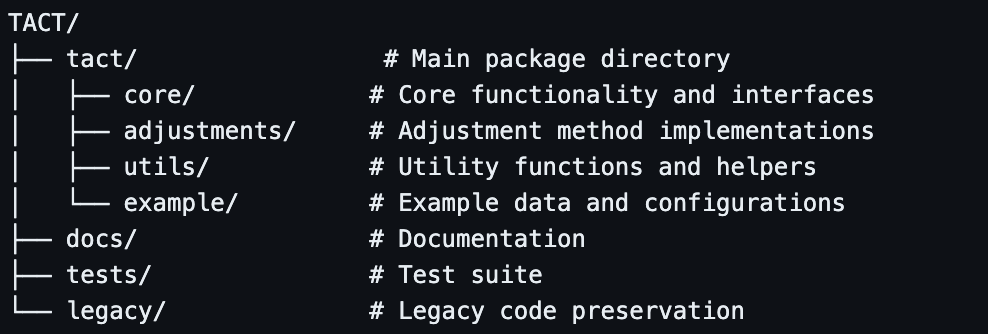 TACT/
├── tact/                 # Main package directory
│   ├── core/            # Core functionality and interfaces
│   ├── adjustments/     # Adjustment method implementations
│   ├── utils/           # Utility functions and helpers
│   └── example/         # Example data and configurations
├── docs/                # Documentation
├── tests/               # Test suite
└── legacy/              # Legacy code preservation